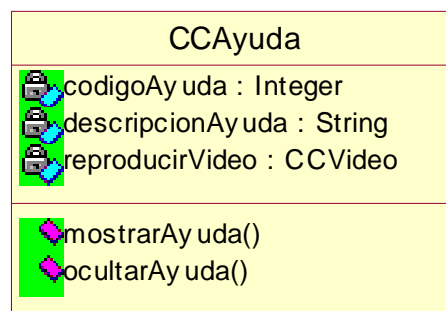 CCAyuda
codigoAyuda : Integer
descripcionAyuda : String
reproducirVideo : CCVideo
mostrarAyuda()
ocultarAyuda()